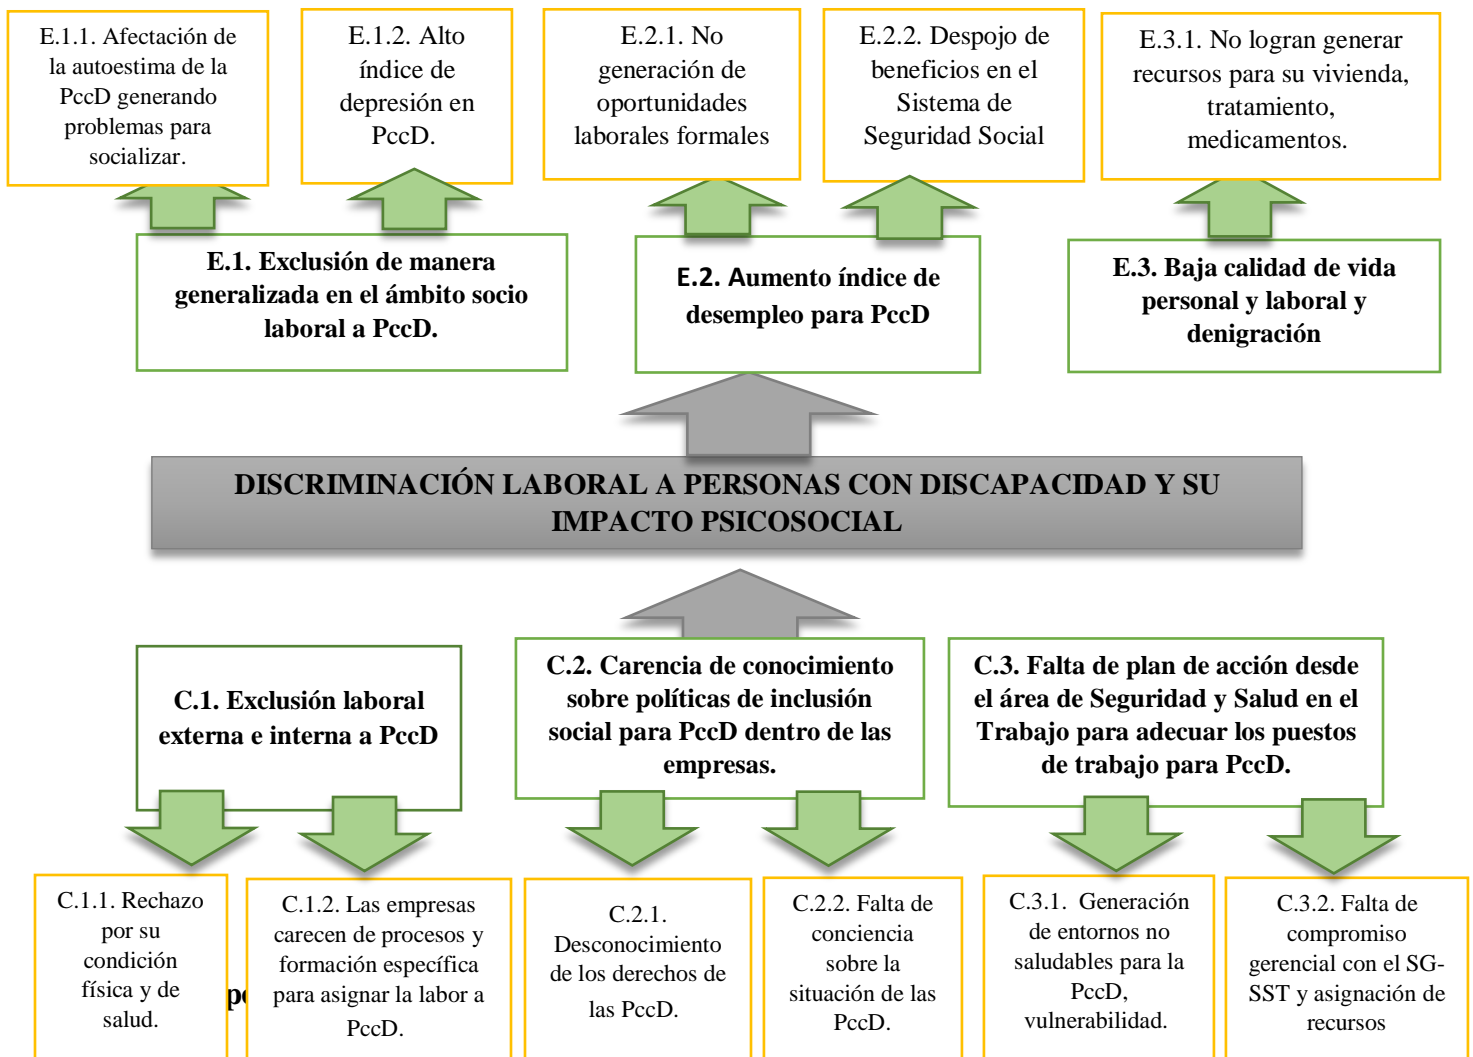 E.1.1. Afectación de
la autoestima de la
PccD generando
problemas para
socializar.
E.1.2. Alto
índice de
depresión en
PccD.
E.2.1. No
generación de
oportunidades
laborales formales
E.2.2. Despojo de
beneficios en el
Sistema de
Seguridad Social
E.3.1. No logran generar
recursos para su vivienda,
tratamiento,
medicamentos.
E.1. Exclusión de manera
generalizada en el ámbito socio
laboral a PccD.
E.2. Aumento índice de
desempleo para PccD
E.3. Baja calidad de vida
personal y laboral y
denigración
DISCRIMINACIÓN LABORAL A PERSONAS CON DISCAPACIDAD Y SU
IMPACTO PSICOSOCIAL
C.1. Exclusión laboral
externa e interna a PccD
C.2. Carencia de conocimiento
sobre políticas de inclusión
social para PccD dentro de las
empresas.
C.3. Falta de plan de acción desde
el área de Seguridad y Salud en el
Trabajo para adecuar los puestos
de trabajo para PccD.
C.1.1. Rechazo
por su
condición
física y de
salud.
C.1.2. Las empresas
carecen de procesos y
formación específica
para asignar la labor a
PccD.
C.2.1.
Desconocimiento
de los derechos de
las PccD.
C.2.2. Falta de
conciencia
sobre la
situación de las
PccD.
C.3.1. Generación
de entornos no
saludables para la
PccD,
vulnerabilidad.
C.3.2. Falta de
compromiso
gerencial con el SG-
SST y asignación de
recursos